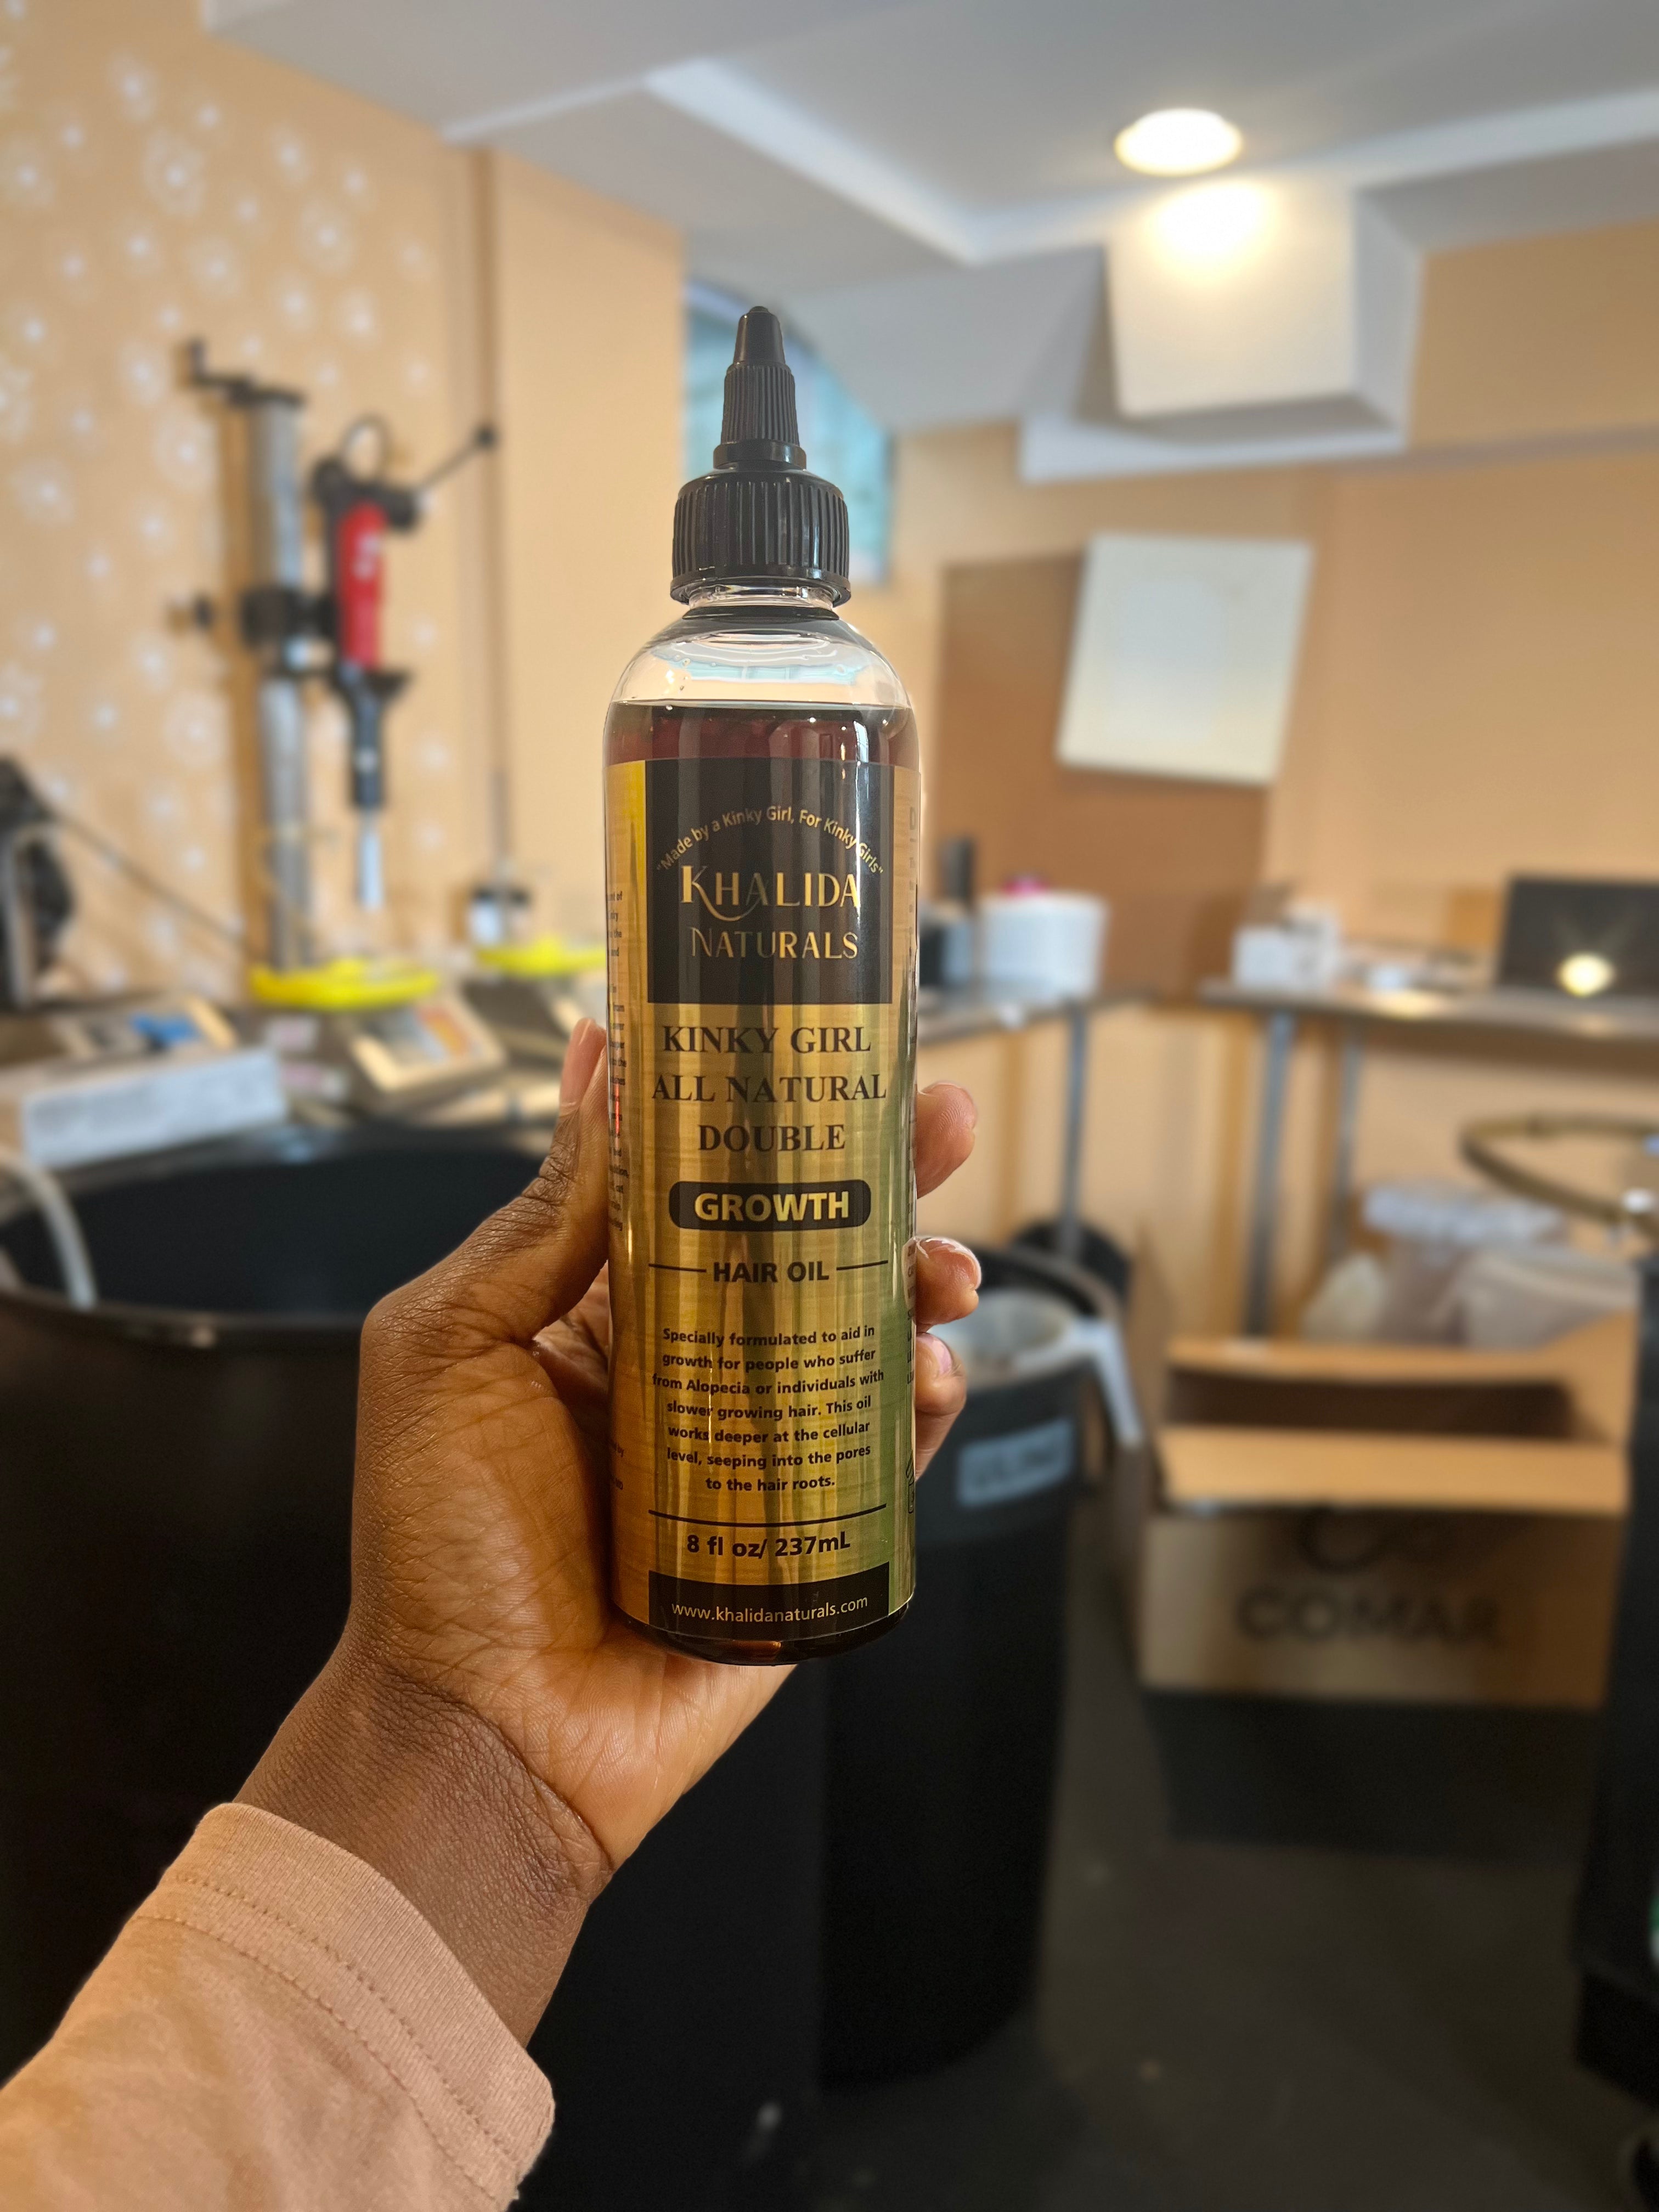 "Made by a Kinky Girl, For Kinky Girls"
KHALIDA
NATURALS
KINKY GIRL
ALL NATURAL
DOUBLE
GROWTH
HAIR OIL
Specially formulated to aid in
growth for people who suffer
from Alopecia or individuals with
slower growing hair. This oil
works deeper at the cellular
level, seeping into the pores
to the hair roots.
8 fl oz/ 237mL
www.khalidanaturals.com
COMAR